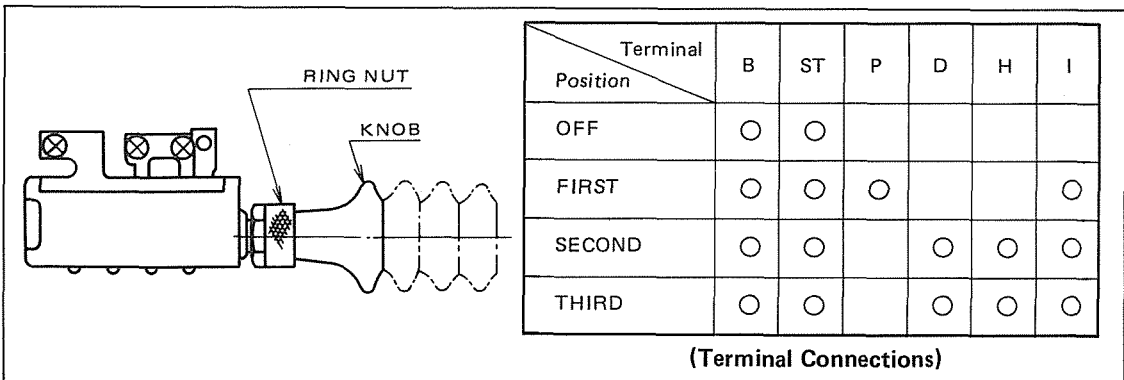 RING NUT
KNOB
Terminal
Position
B ST P D H I
OFF ○ ○
FIRST ○ ○ ○ ○
SECOND ○ ○ ○ ○ ○
THIRD ○ ○ ○ ○ ○
(Terminal Connections)